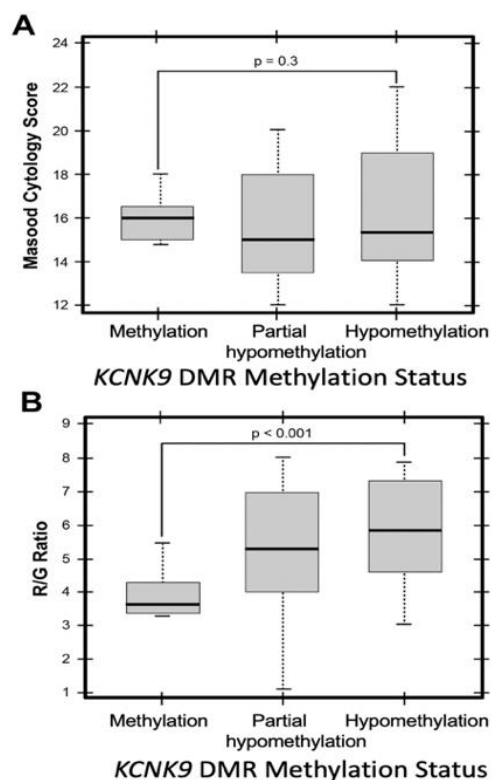 A
24
22
20
18
16
14
12
Masood Cytology Score
p = 0.3
Methylation Partial hypomethylation Hypomethylation
KCNK9 DMR Methylation Status
B
9
8
7
6
5
4
3
2
1
R/G Ratio
p < 0.001
Methylation Partial hypomethylation Hypomethylation
KCNK9 DMR Methylation Status